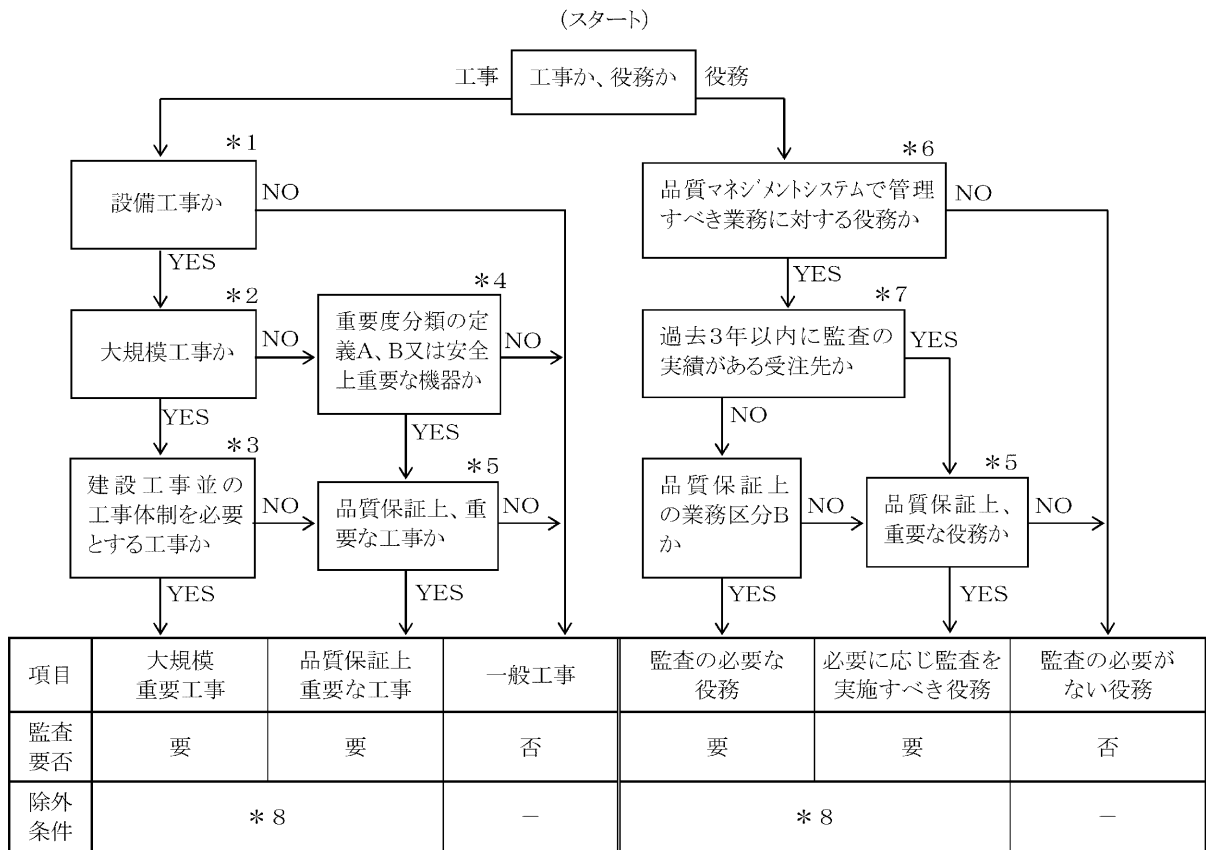 (スタート)
工事 工事か、役務か 役務
*1
設備工事か
NO
YES
*2
大規模工事か
NO
YES
*3
建設工事並の
工事体制を必要
とする工事か
NO
YES
*4
重要度分類の定
義A、B又は安全
上重要な機器か
NO
YES
*5
品質保証上、重
要な工事か
NO
YES
*6
品質マネジメントシステムで管理
すべき業務に対する役務か
NO
YES
*7
過去3年以内に監査の
実績がある受注先か
YES
NO
品質保証上
の業務区分B
か
NO
YES
*5
品質保証上、
重要な役務か
NO
YES
項目
大規模
重要工事
品質保証上
重要な工事
一般工事
監査の必要な
役務
必要に応じ監査を
実施すべき役務
監査の必要が
ない役務
監査
要否
要 要 否 要 要 否
除外
条件
*8 － *8 －